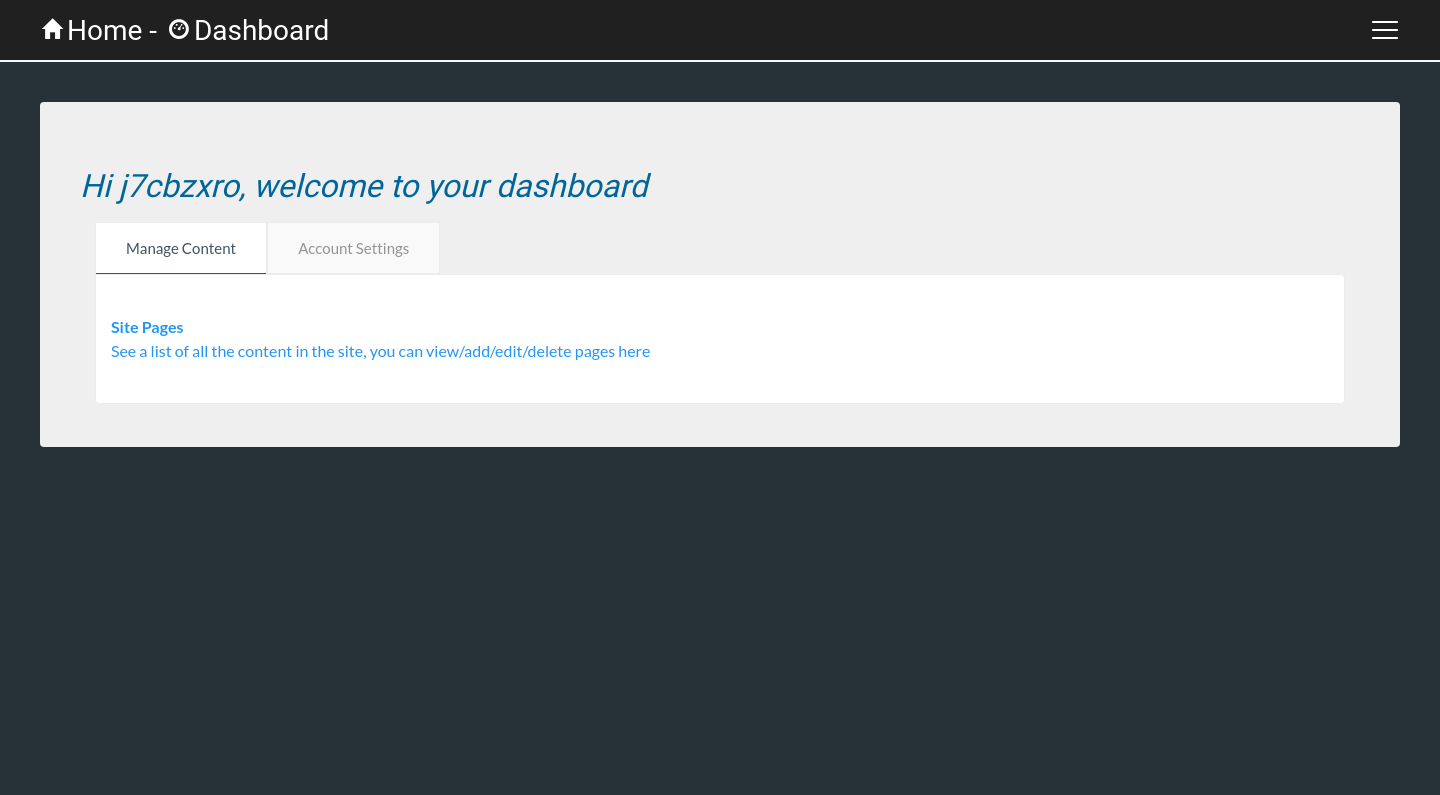 Home - Dashboard
Hi j7cbzxro, welcome to your dashboard
Manage Content
Account Settings
Site Pages
See a list of all the content in the site, you can view/add/edit/delete pages here